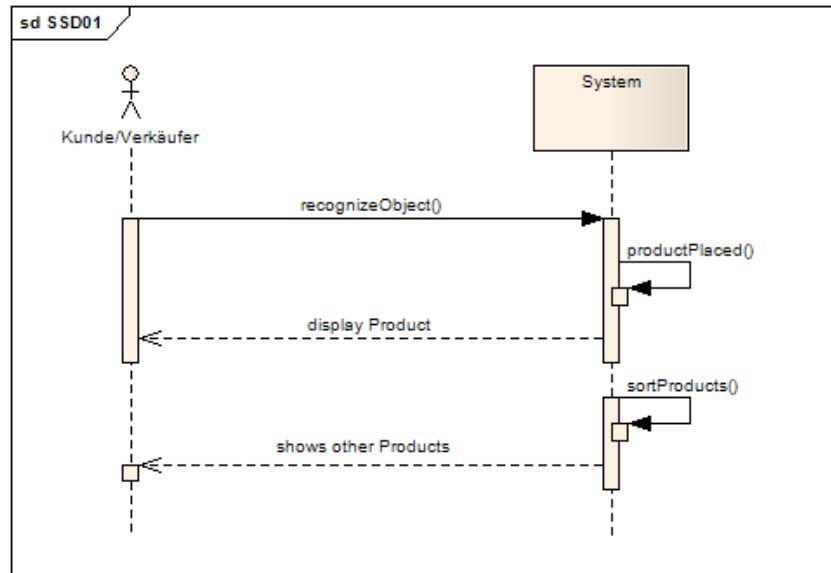 sd SSD01
System
Kunde/Verkäufer
recognizeObject()
productPlaced()
display Product
sortProducts()
shows other Products